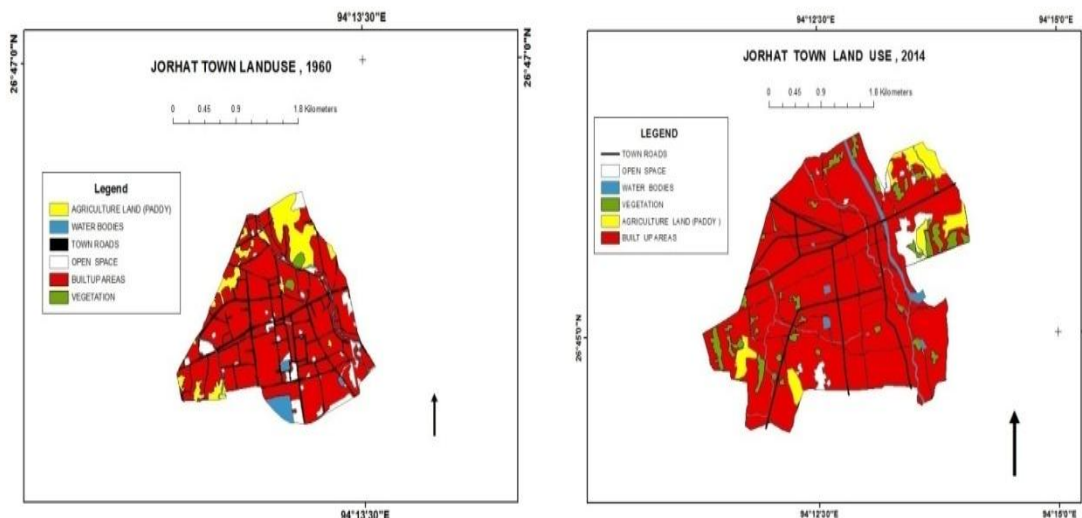 94°13'30"E
26°47'0"N
26°47'0"N
JORHAT TOWN LANDUSE , 1960
0 0.45 0.9 1.8 Kilometers
Legend
AGRICULTURE LAND (PADDY)
WATER BODIES
TOWN ROADS
OPEN SPACE
BUILTUP AREAS
VEGETATION
94°13'30"E
94°12'30"E 94°15'0"E
JORHAT TOWN LAND USE , 2014
0 0.45 0.9 1.8 Kilometers
LEGEND
TOWN ROADS
OPEN SPACE
WATER BODIES
VEGETATION
AGRICULTURE LAND (PADDY )
BUILT UP AREAS
26°45'0"N
26°45'0"N
94°12'30"E 94°15'0"E